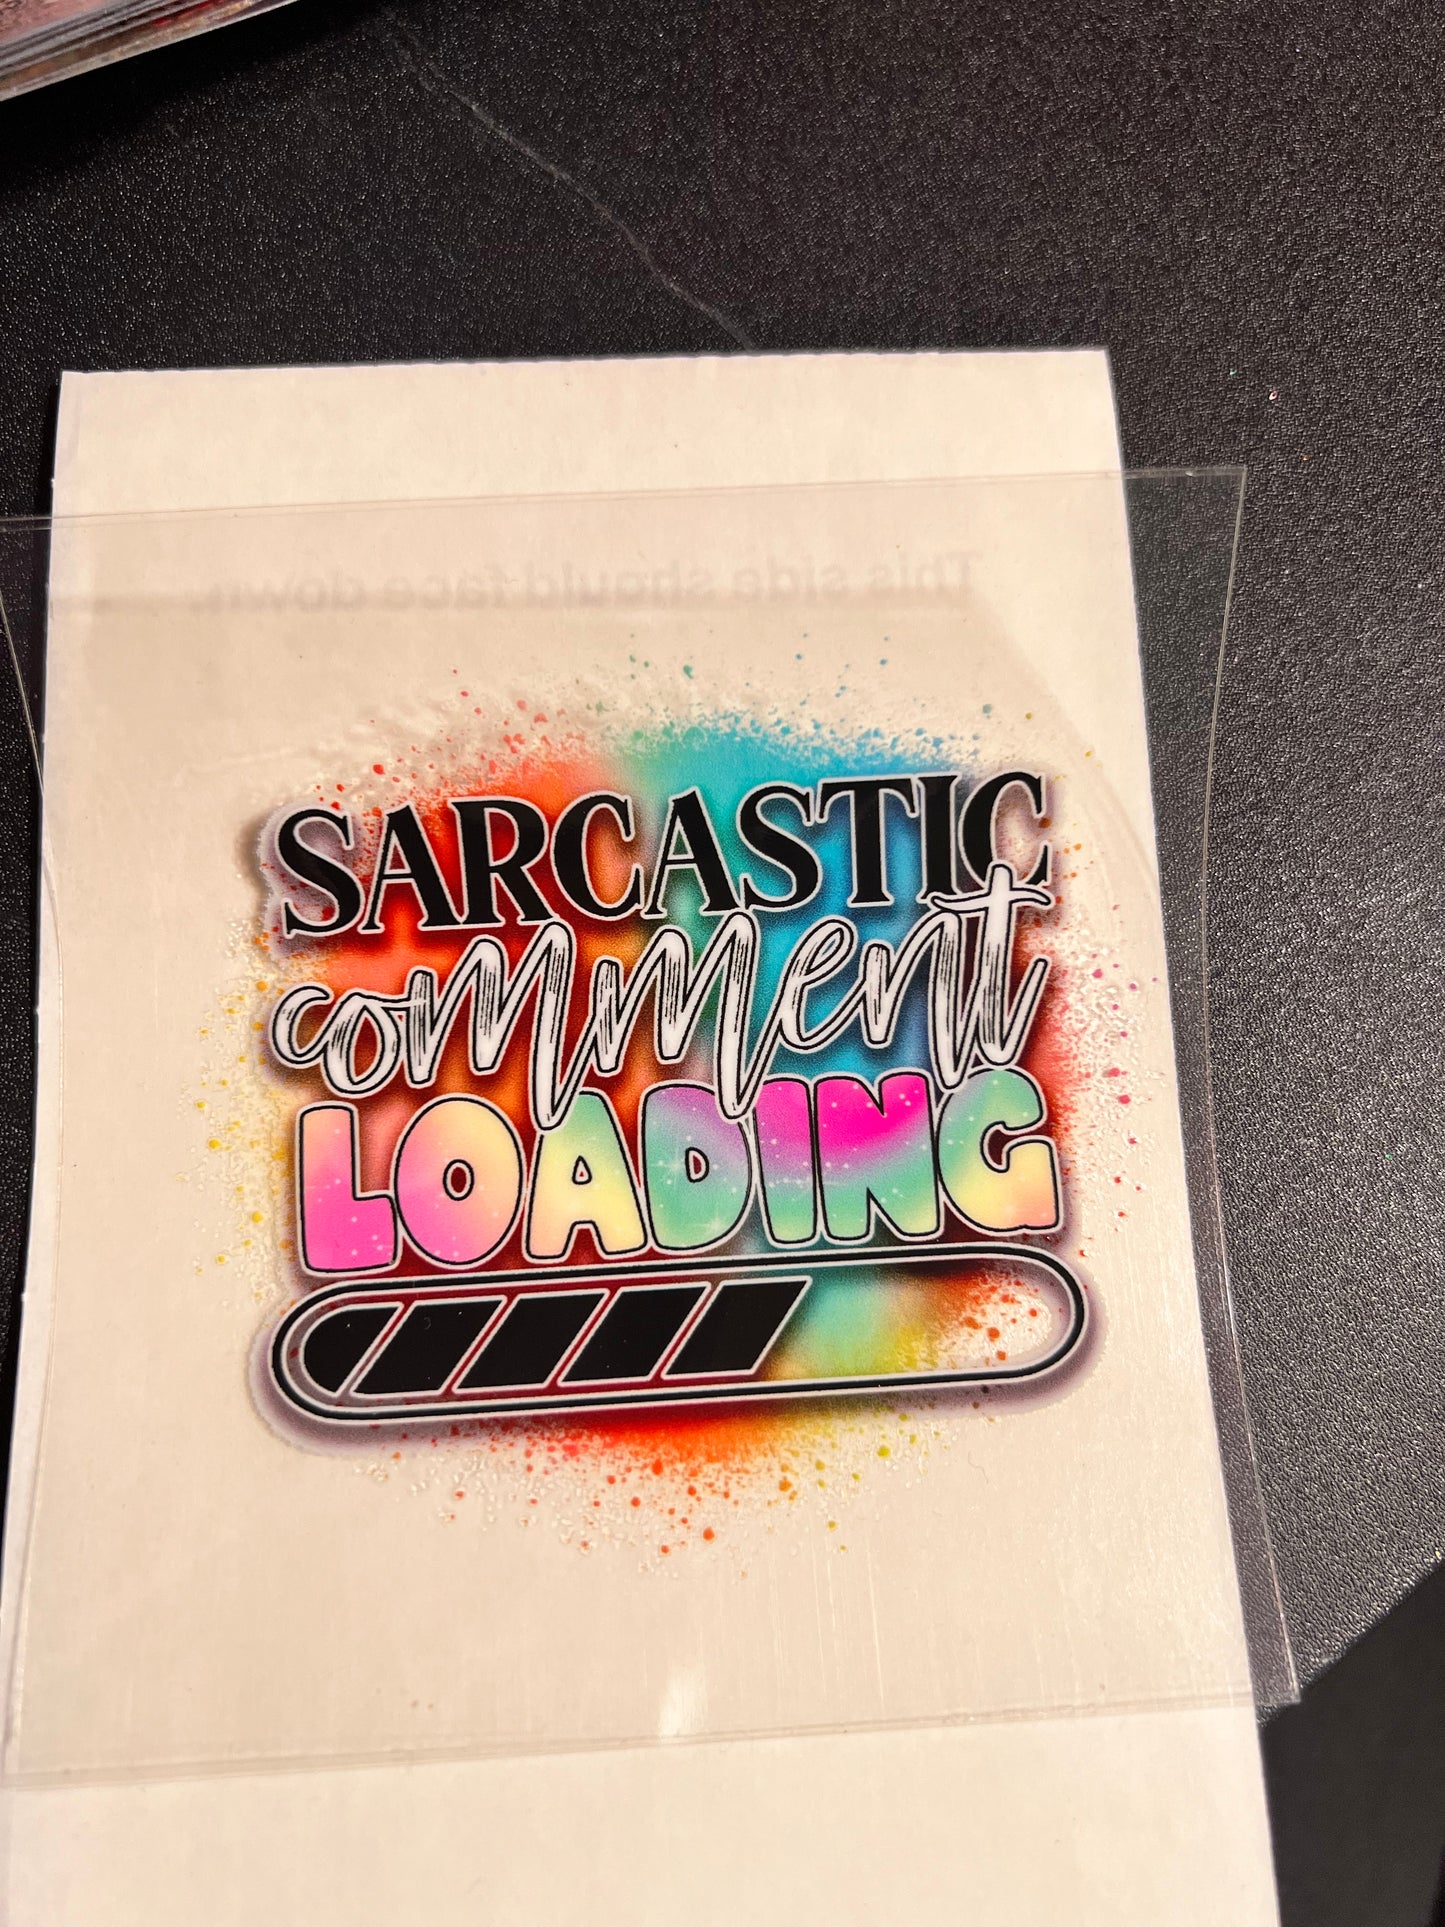 This side should face down.
SARCASTIC
comment
LOADING